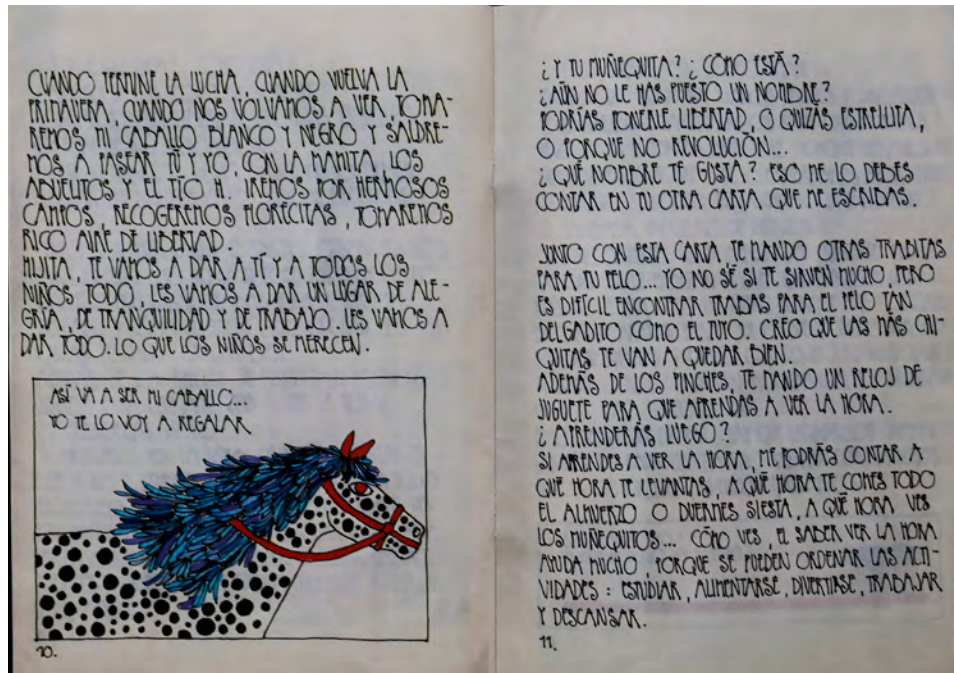 CUANDO TERMINE LA LUCHA, CUANDO VUELVA LA
PRIMAVERA, CUANDO NOS VOLVAMOS A VER, TOMA-
REMOS MI CABALLO BLANCO Y NEGRO Y SALDRE-
MOS A PASEAR TÚ Y YO, CON LA MAMITA, LOS
ABUELITOS Y EL TÍO H. IREMOS POR HERMOSOS
CAMPOS, RECOGEREMOS FLORECITAS, TOMAREMOS
RICO AIRE DE LIBERTAD.
HIJITA, TE VAMOS A DAR A TÍ Y A TODOS LOS
NIÑOS TODO, LES VAMOS A DAR UN LUGAR DE ALE-
GRÍA, DE TRANQUILIDAD Y DE TRABAJO. LES VAMOS A
DAR TODO. LO QUE LOS NIÑOS SE MERECEN.
ASÍ VA A SER MI CABALLO...
YO TE LO VOY A REGALAR
10.
¿Y TU MUÑEQUITA? ¿CÓMO ESTÁ?
¿AÚN NO LE HAS PUESTO UN NOMBRE?
PODRÍAS PONERLE LIBERTAD, O QUIZÁS ESTRELLITA,
O PORQUE NO REVOLUCIÓN...
¿QUÉ NOMBRE TE GUSTA? ESO ME LO DEBES
CONTAR EN TU OTRA CARTA QUE ME ESCRIBAS.
JUNTO CON ESTA CARTA, TE MANDO OTRAS TRABITAS
PARA TU PELO... YO NO SÉ SI TE SIRVEN MUCHO, PERO
ES DIFÍCIL ENCONTRAR TRABAS PARA EL PELO TAN
DELGADITO CÓMO EL TUYO. CREO QUE LAS MÁS CHI-
QUITAS TE VAN A QUEDAR BIEN.
ADEMÁS DE LOS PINCHES, TE MANDO UN RELOJ DE
JUGUETE PARA QUE APRENDAS A VER LA HORA.
¿APRENDERÁS LUEGO?
SI APRENDES A VER LA HORA, ME PODRÁS CONTAR A
QUÉ HORA TE LEVANTAS, A QUÉ HORA TE COMES TODO
EL ALMUERZO O DUERMES SIESTA, A QUÉ HORA VES
LOS MUÑEQUITOS... CÓMO VES, EL SABER VER LA HORA
AYUDA MUCHO, PORQUE SE PUEDEN ORDENAR LAS ACTI-
VIDADES: ESTUDIAR, ALIMENTARSE, DIVERTIRSE, TRABAJAR
Y DESCANSAR.
11.